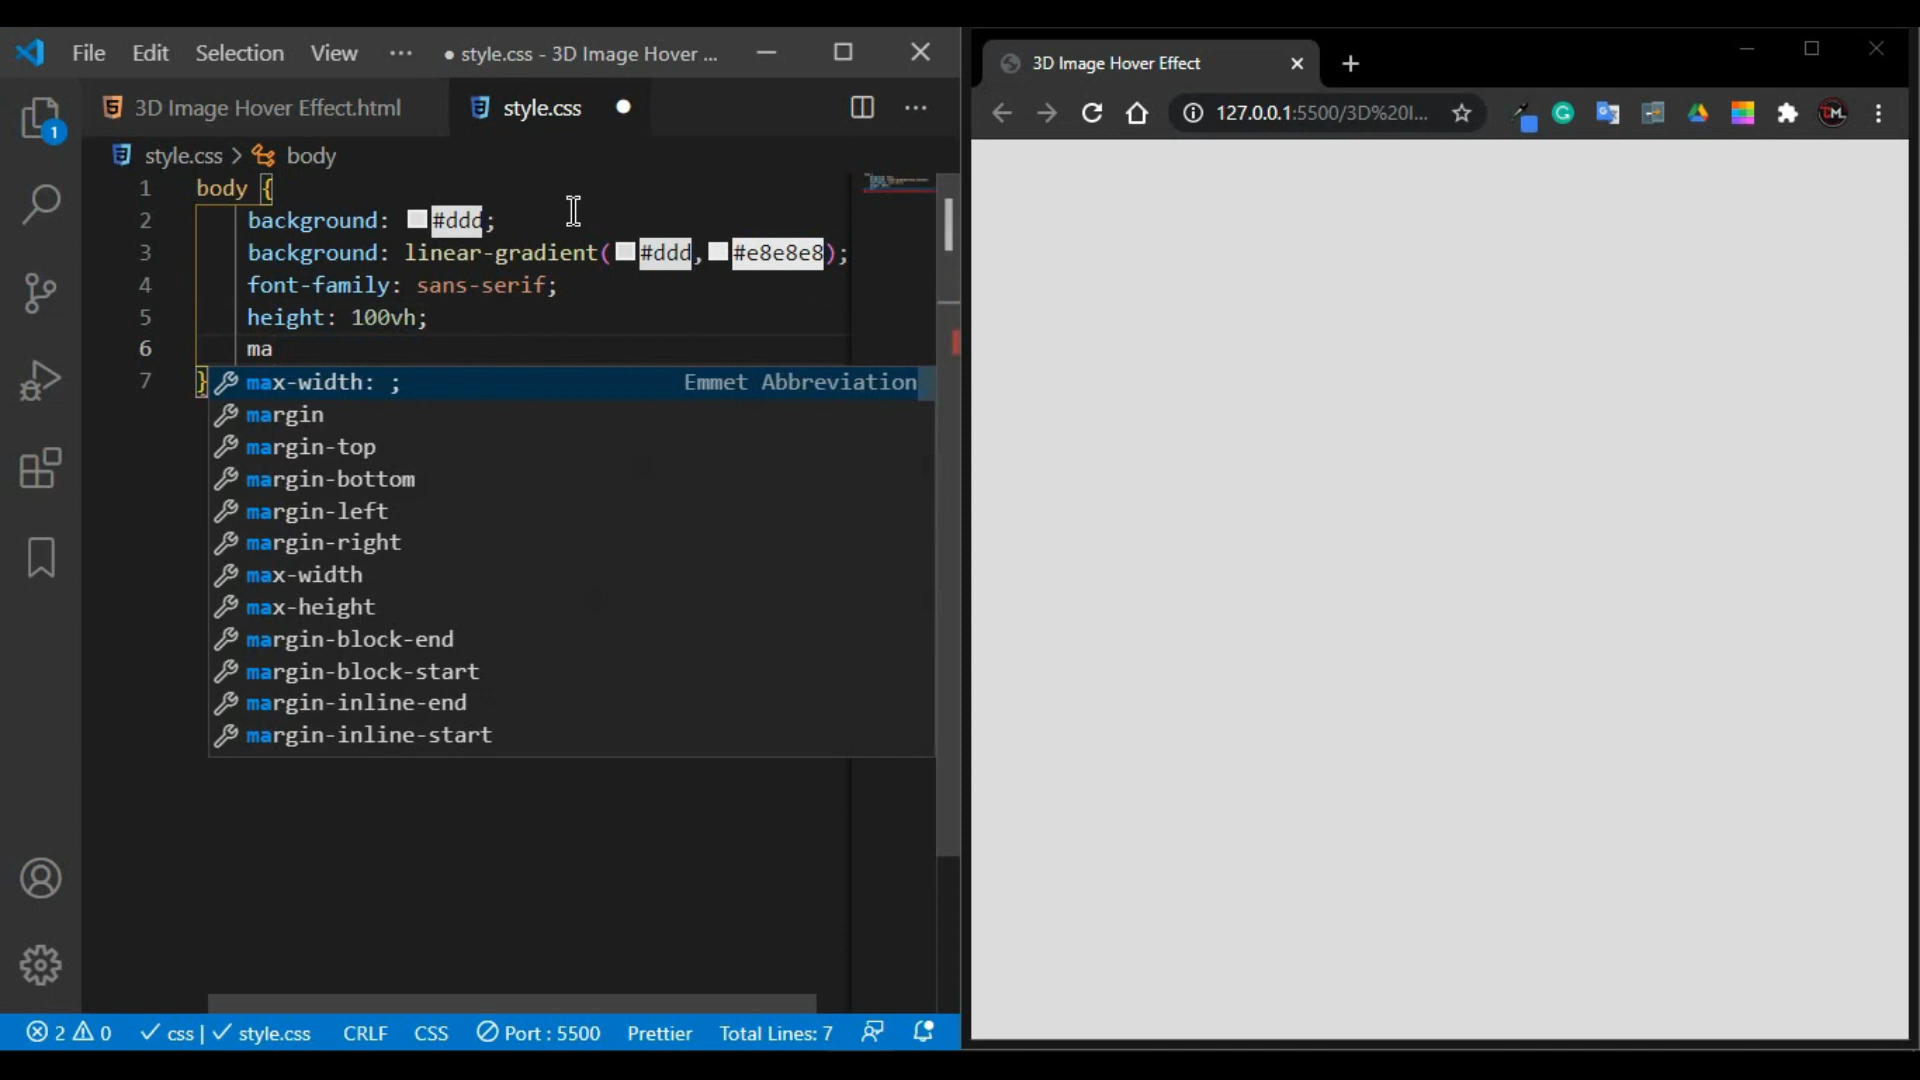 File Edit Selection View ··· ● style.css - 3D Image Hover ...
3D Image Hover Effect.html style.css ●
style.css > body
1 body {
2 background: #ddd;
3 background: linear-gradient(#ddd,#e8e8e8);
4 font-family: sans-serif;
5 height: 100vh;
6 ma
7 }
max-width: ; Emmet Abbreviation
margin
margin-top
margin-bottom
margin-left
margin-right
max-width
max-height
margin-block-end
margin-block-start
margin-inline-end
margin-inline-start
1
2 0 css | style.css CRLF CSS Port : 5500 Prettier Total Lines: 7
3D Image Hover Effect
127.0.0.1:5500/3D%20I...
TM